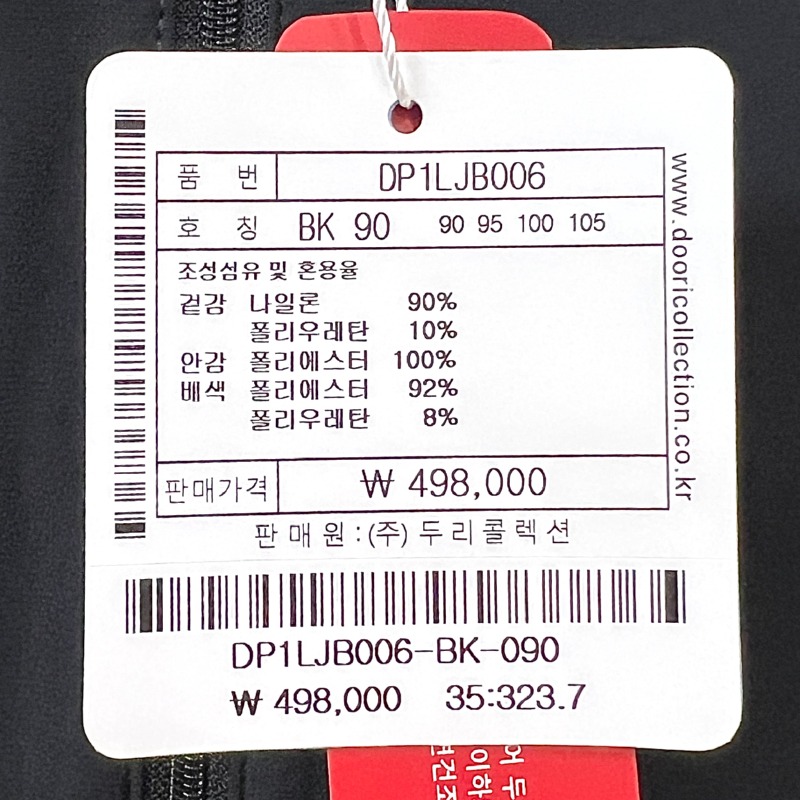 품 번 DP1LJB006
호 칭 BK 90 90 95 100 105
조성섬유 및 혼용율
겉감 나일론 90%
폴리우레탄 10%
안감 폴리에스터 100%
배색 폴리에스터 92%
폴리우레탄 8%
판매가격 ₩ 498,000
판매원:(주)두리콜렉션
www.dooricollection.co.kr
DP1LJB006-BK-090
₩ 498,000 35:323.7
어 두
이하